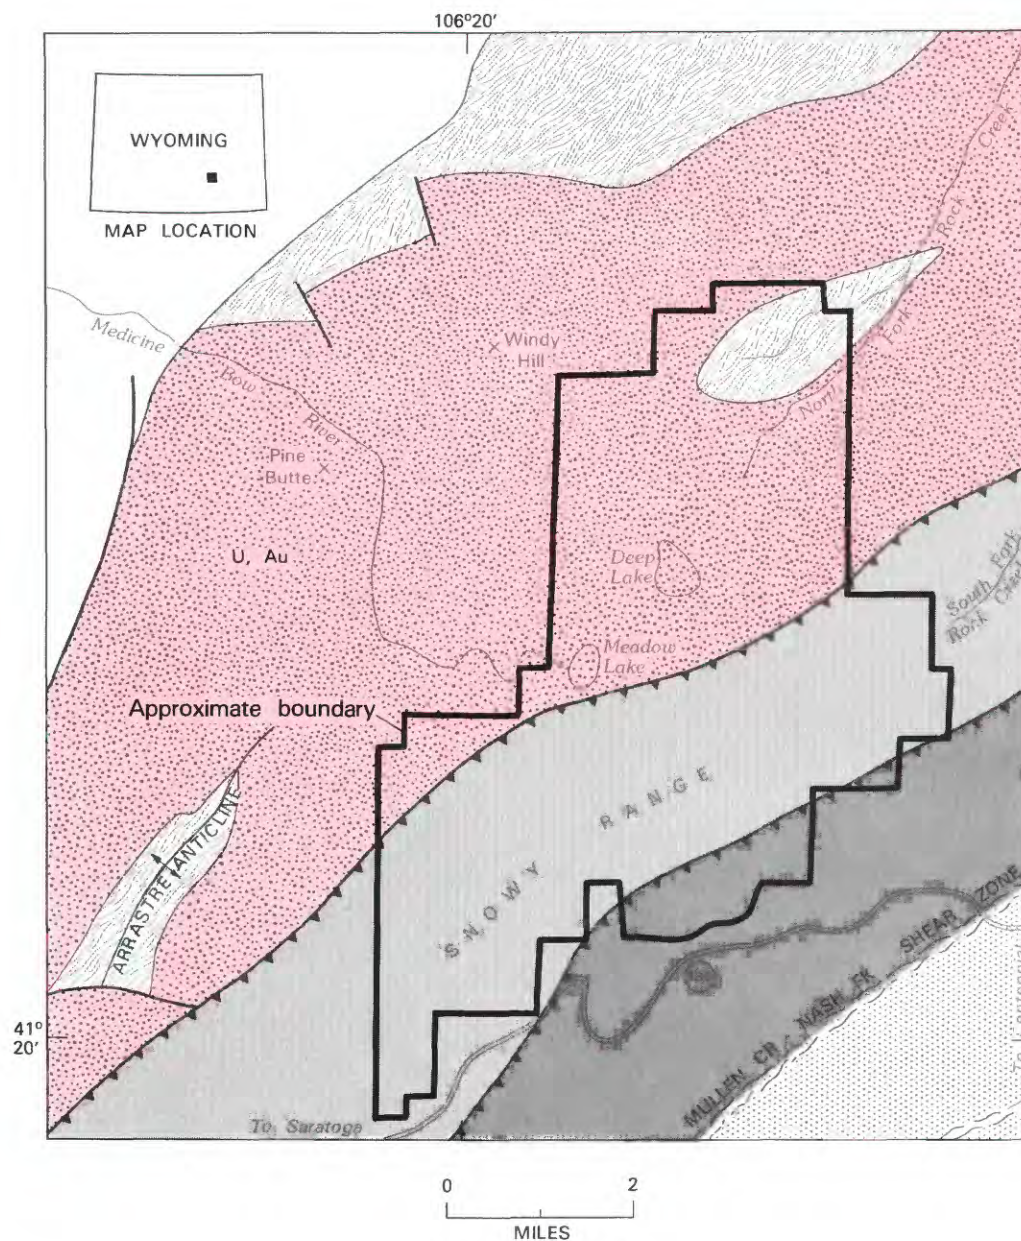 106°20'
WYOMING
MAP LOCATION
Medicine
Bow
River
Windy
Hill
Pine
Butte
U, Au
North
Fork
Rock
Creek
Deep
Lake
Meadow
Lake
South Fork
Rock Creek
Approximate boundary
SNOWY RANGE
ARRASTRE ANTICLINE
MULLEN CR NASH FK SHEAR ZONE
41°
20'
To Saratoga
0 2
MILES